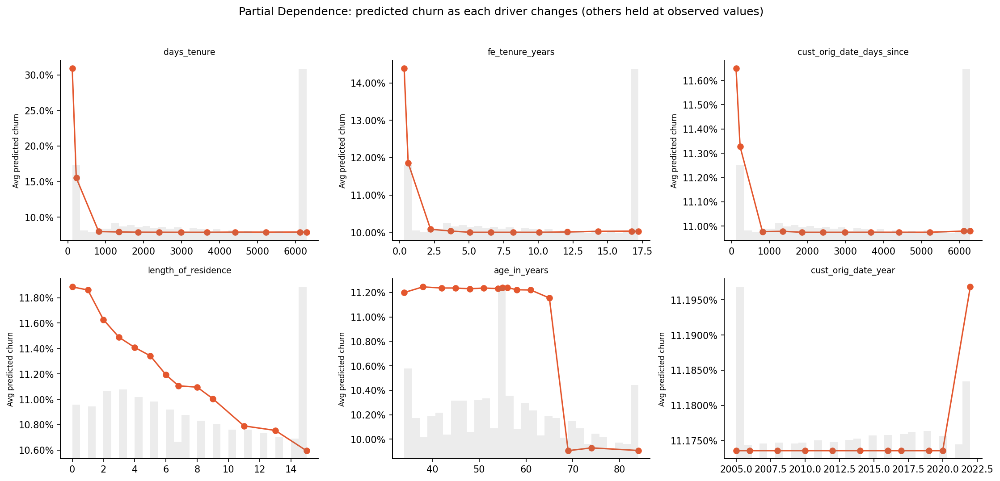 Partial Dependence: predicted churn as each driver changes (others held at observed values)
days_tenure
Avg predicted churn
30.0%
25.0%
20.0%
15.0%
10.0%
0 1000 2000 3000 4000 5000 6000
fe_tenure_years
Avg predicted churn
14.00%
13.00%
12.00%
11.00%
10.00%
0.0 2.5 5.0 7.5 10.0 12.5 15.0 17.5
cust_orig_date_days_since
Avg predicted churn
11.60%
11.50%
11.40%
11.30%
11.20%
11.10%
11.00%
0 1000 2000 3000 4000 5000 6000
length_of_residence
Avg predicted churn
11.80%
11.60%
11.40%
11.20%
11.00%
10.80%
10.60%
0 2 4 6 8 10 12 14
age_in_years
Avg predicted churn
11.20%
11.00%
10.80%
10.60%
10.40%
10.20%
10.00%
40 50 60 70 80
cust_orig_date_year
Avg predicted churn
11.1950%
11.1900%
11.1850%
11.1800%
11.1750%
2005.0 2007.5 2010.0 2012.5 2015.0 2017.5 2020.0 2022.5